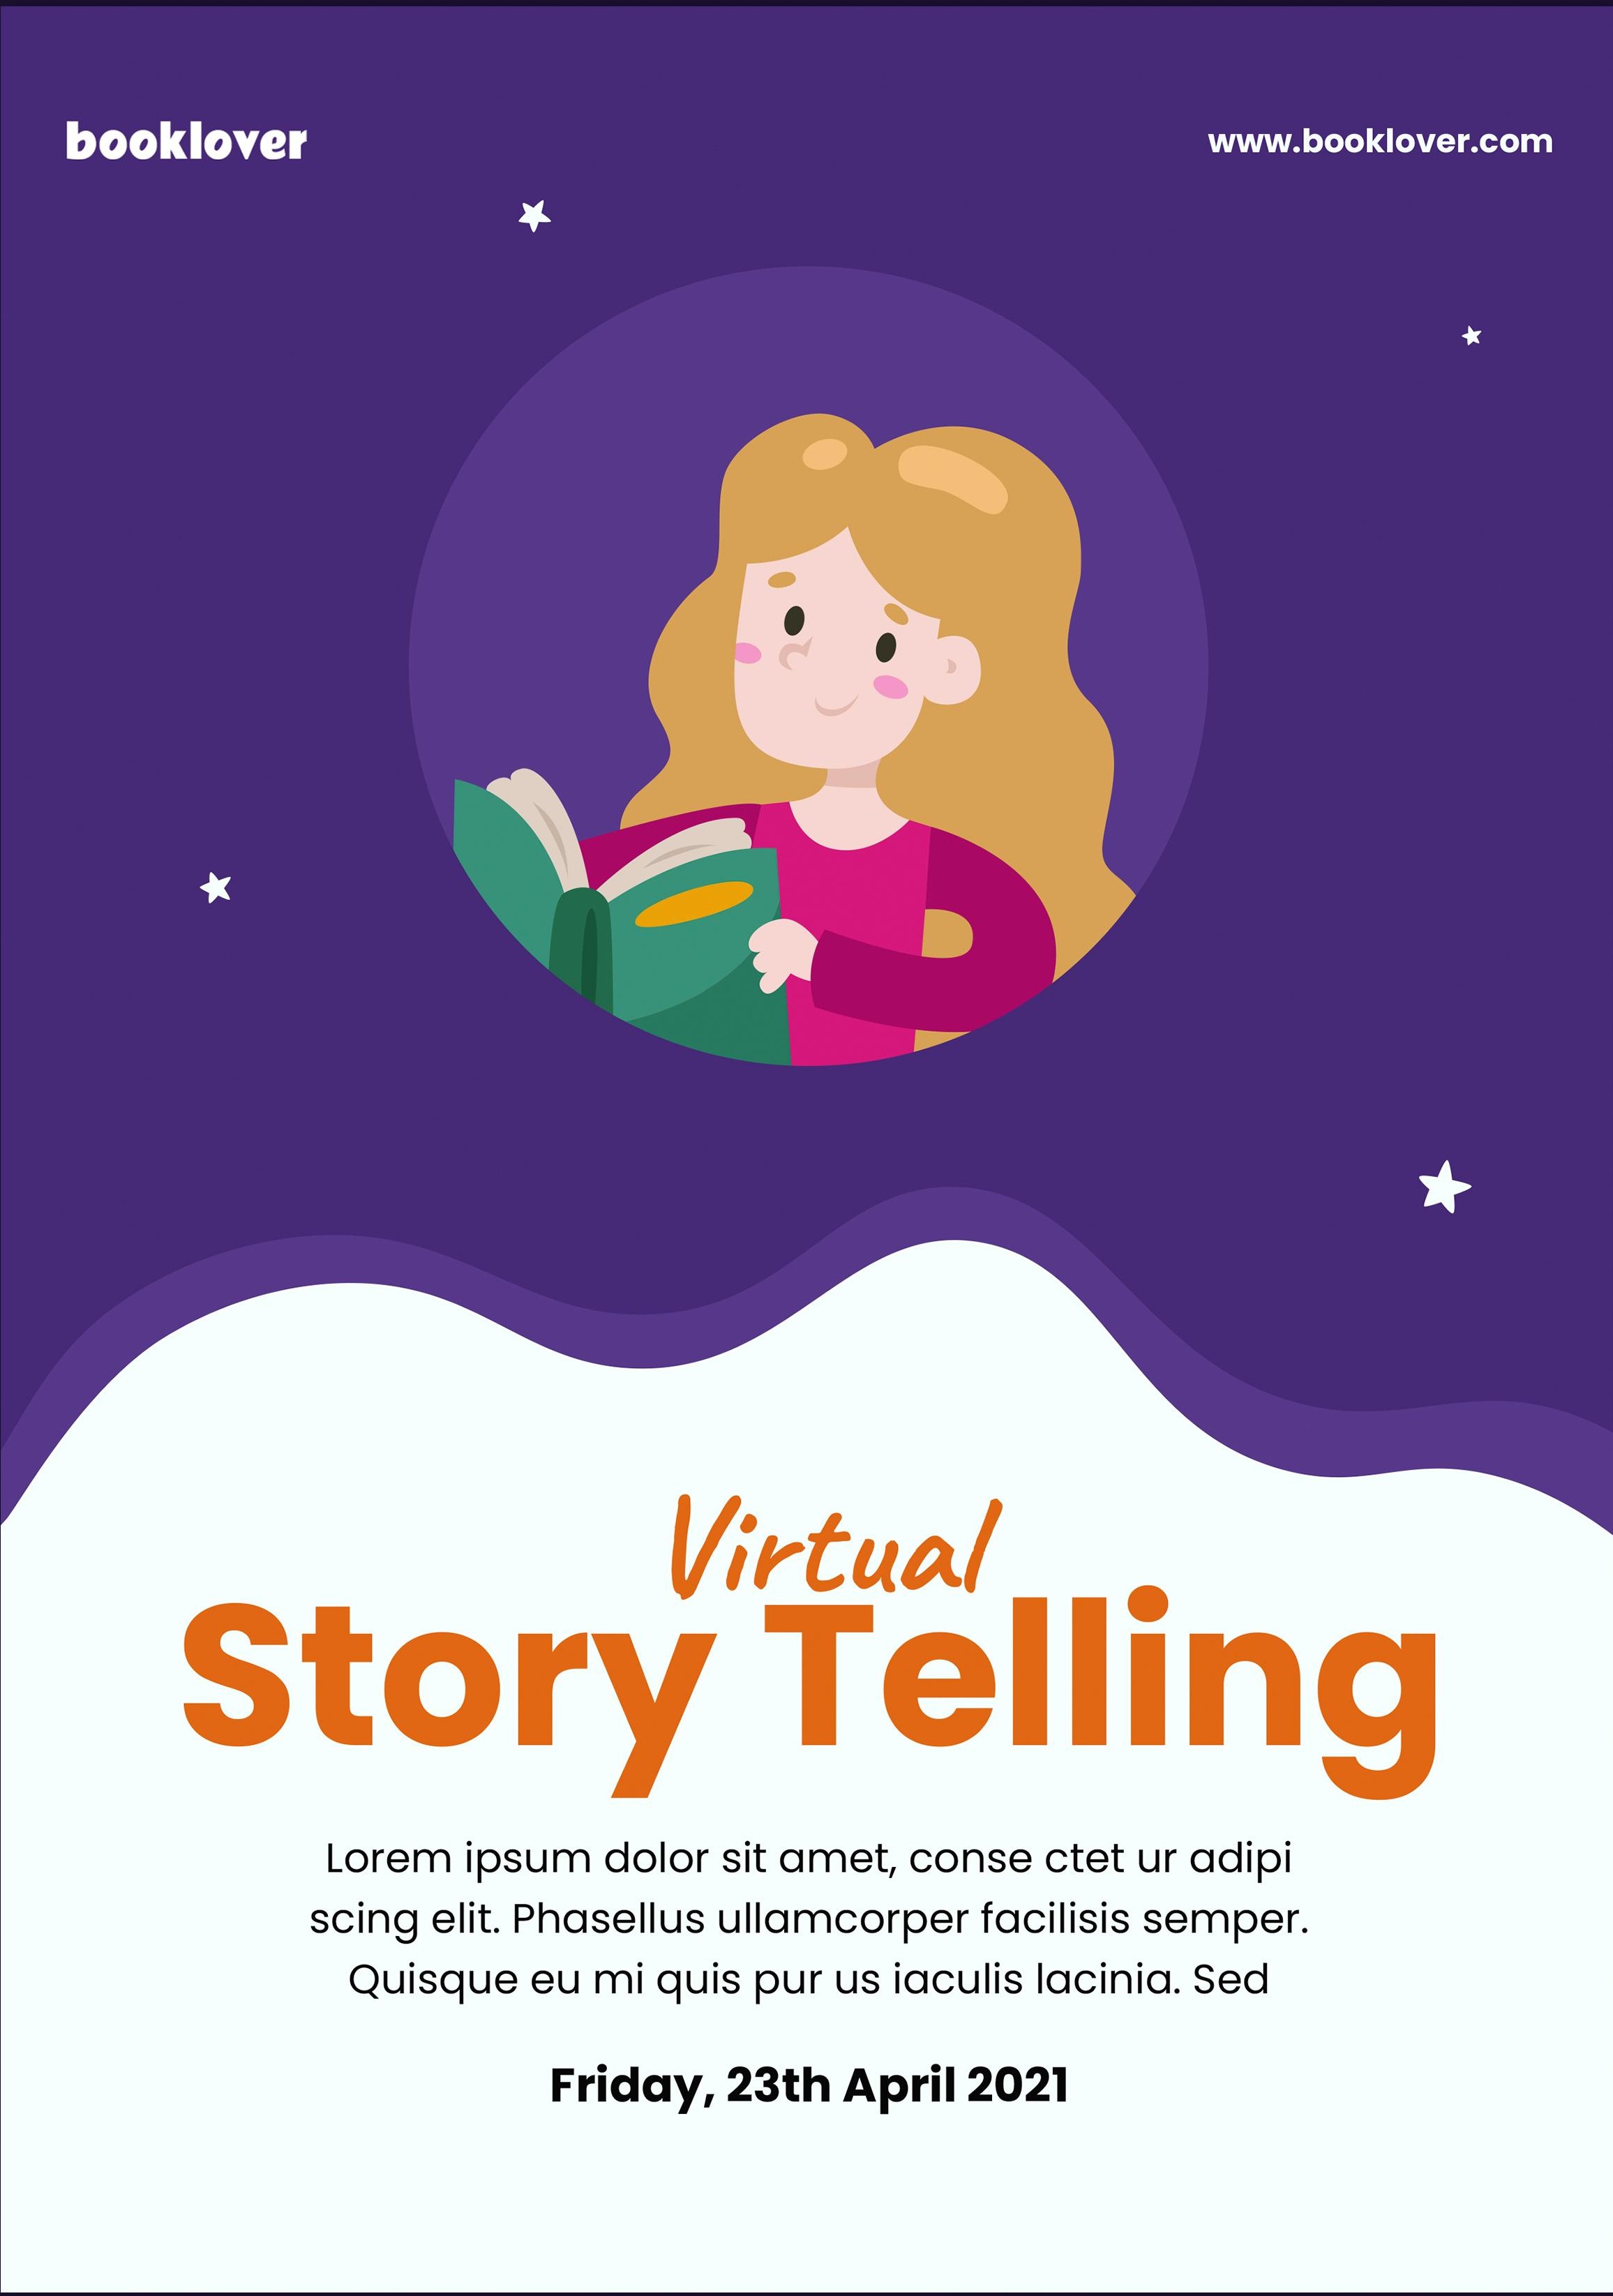 booklover
www.booklover.com
Virtual
Story Telling
Lorem ipsum dolor sit amet, conse ctet ur adipi
scing elit. Phasellus ullamcorper facilisis semper.
Quisque eu mi quis pur us iaculis lacinia. Sed
Friday, 23th April 2021